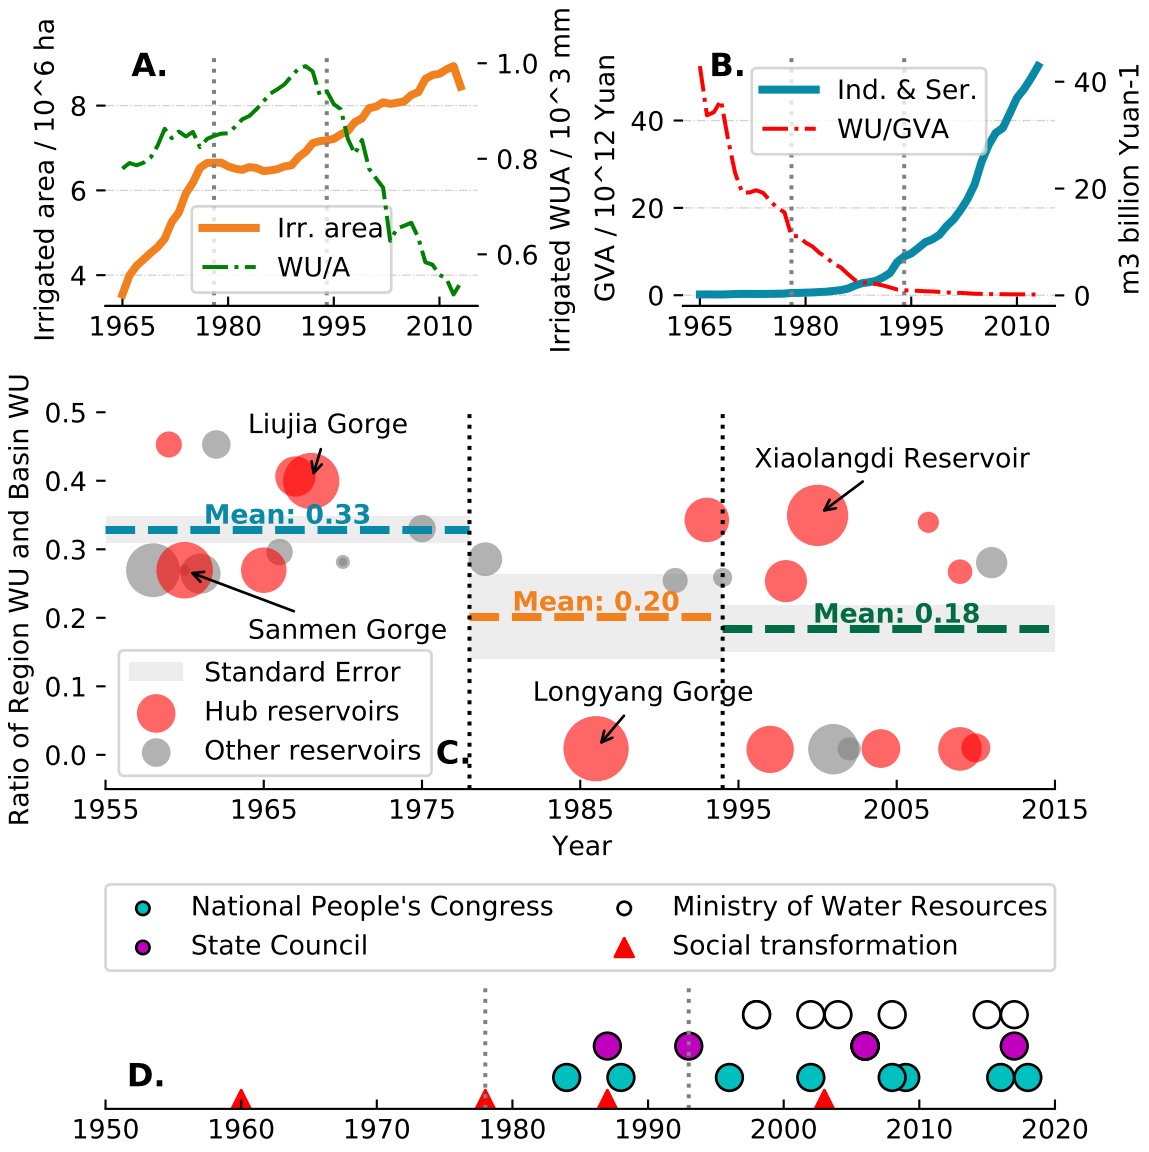 A.
Irrigated area / 10^6 ha
8
6
4
1965
1980
1995
2010
1.0
0.8
0.6
Irrigated WUA / 10^3 mm
Irr. area
WU/A
B.
GVA / 10^12 Yuan
40
20
0
1965
1980
1995
2010
40
20
0
m3 billion Yuan-1
Ind. & Ser.
WU/GVA
Ratio of Region WU and Basin WU
0.5
0.4
0.3
0.2
0.1
0.0
Liujia Gorge
Xiaolangdi Reservoir
Mean: 0.33
Mean: 0.20
Mean: 0.18
Sanmen Gorge
Longyang Gorge
Standard Error
Hub reservoirs
Other reservoirs
C.
1955
1965
1975
1985
1995
2005
2015
Year
National People's Congress
State Council
Ministry of Water Resources
Social transformation
D.
1950
1960
1970
1980
1990
2000
2010
2020